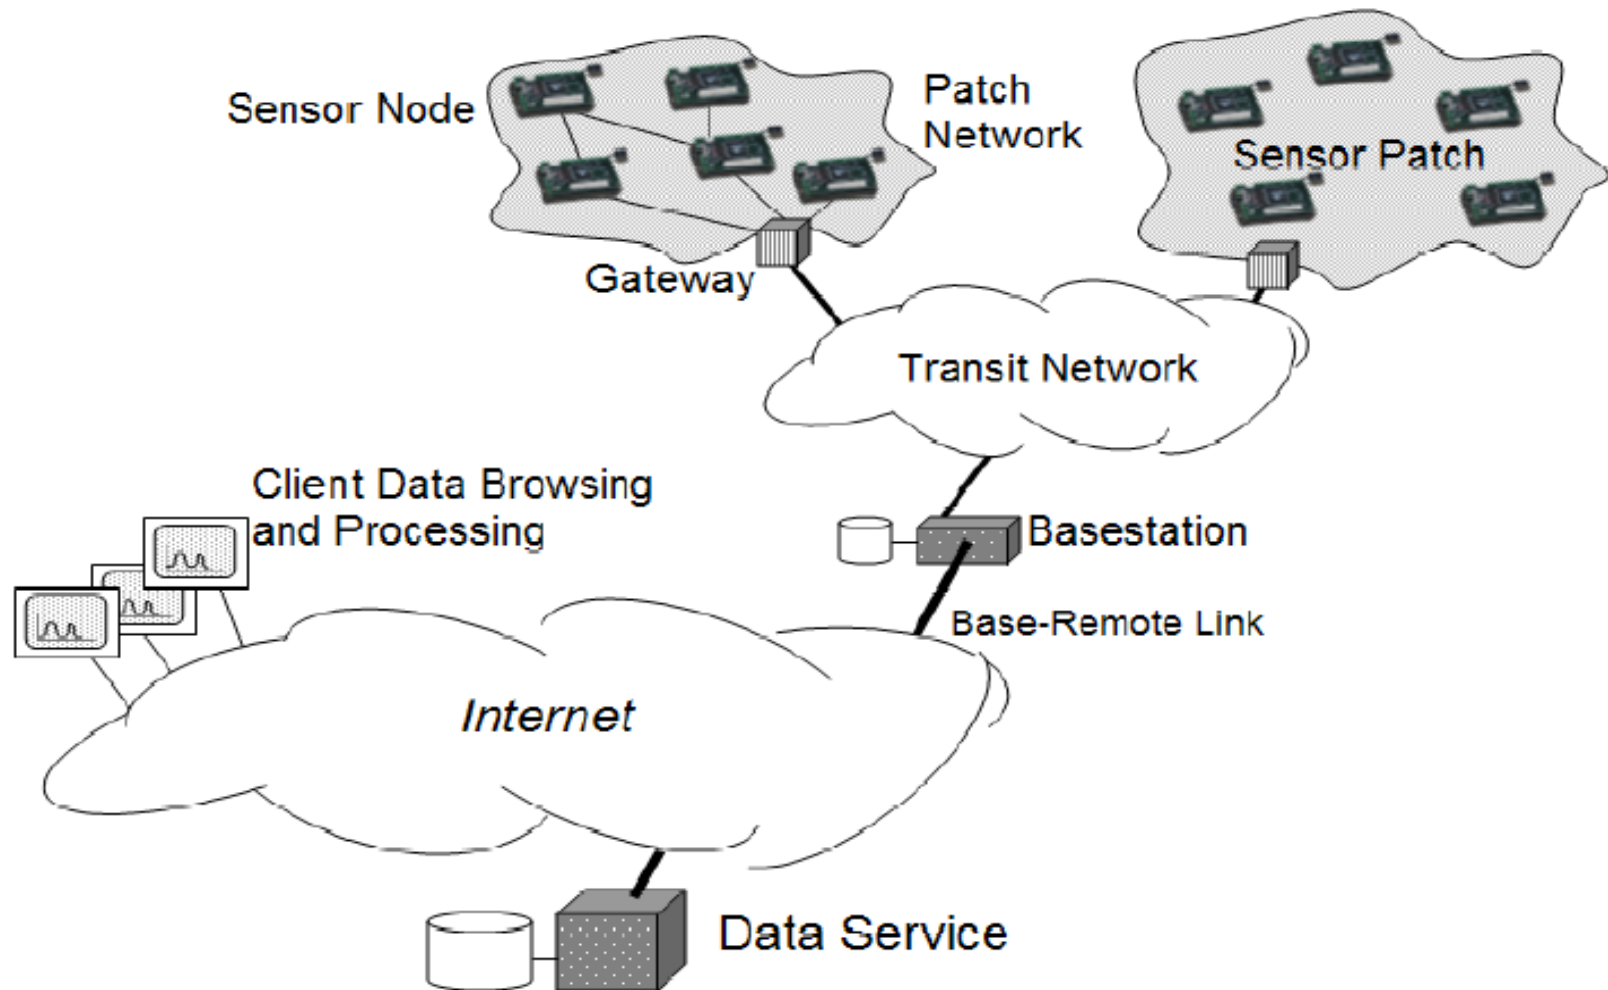 Sensor Node
Patch
Network
Sensor Patch
Gateway
Transit Network
Client Data Browsing
and Processing
Basestation
Base-Remote Link
Internet
Data Service